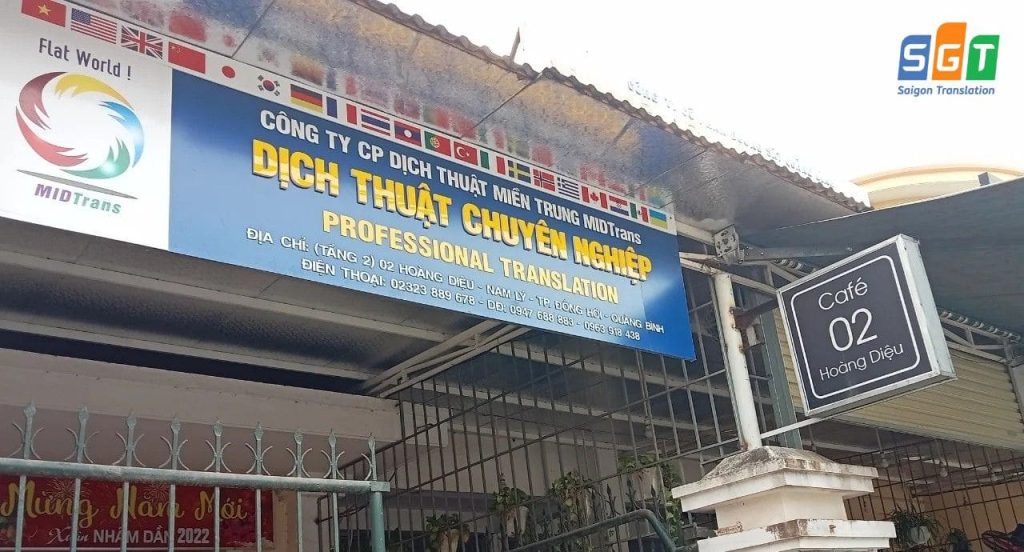 Flat World !
MIDTrans
CÔNG TY CP DỊCH THUẬT MIỀN TRUNG MIDTrans
DỊCH THUẬT CHUYÊN NGHIỆP
PROFESSIONAL TRANSLATION
ĐỊA CHỈ: (TẦNG 2) 02 HOÀNG DIỆU - NAM LÝ - TP. ĐỒNG HỚI - QUẢNG BÌNH
ĐIỆN THOẠI: 02323 889 678 - DĐ: 0947 688 883 - 0963 918 438
SGT
Saigon Translation
Café
02
Hoàng Diệu
Mừng Năm Mới
Xuân NHÂM DẦN 2022